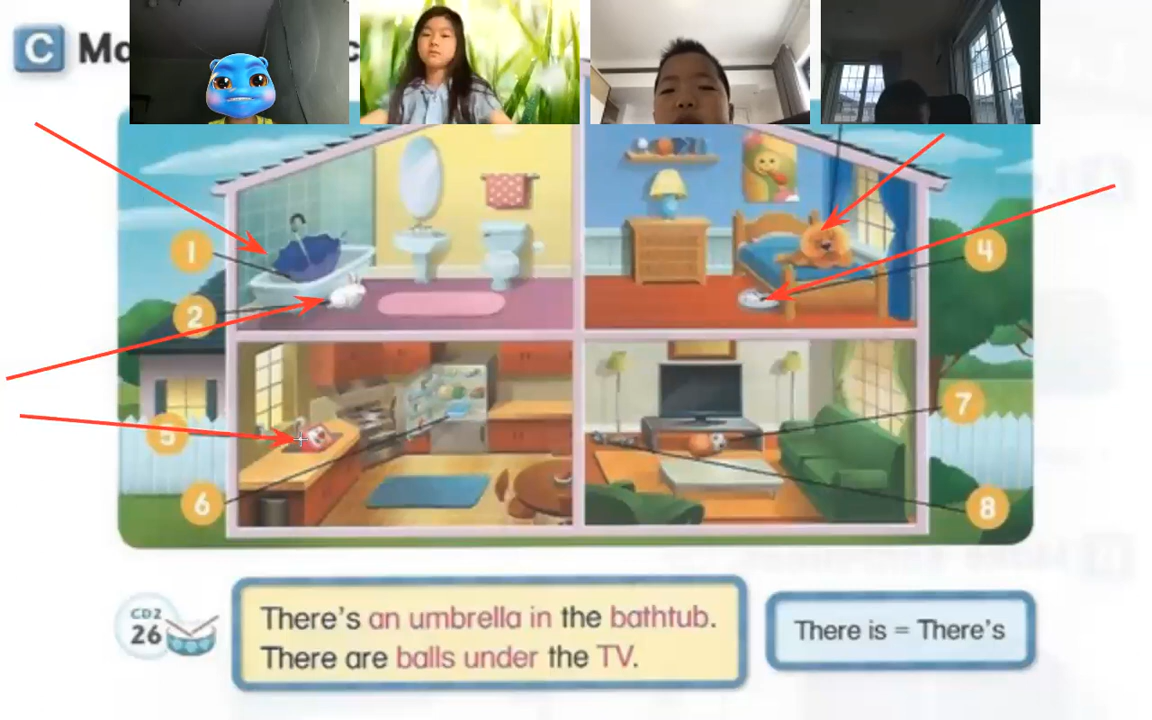 C
1
2
4
5
6
7
8
CD2
26
There's an umbrella in the bathtub.
There are balls under the TV.
There is = There's